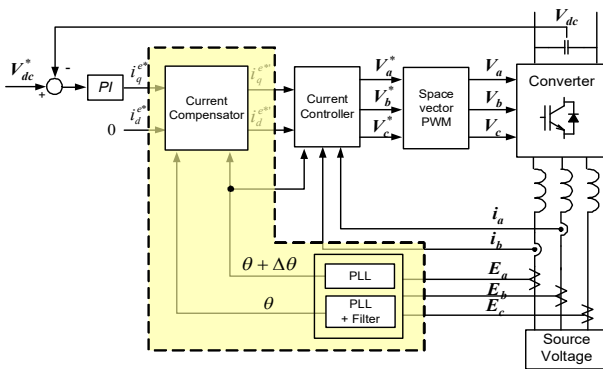 V_dc
V*_dc
-
+
PI
i_q^e*
i_d^e*
0
Current
Compensator
i_q^e*'
i_d^e*'
Current
Controller
V_a^*
V_b^*
V_c^*
Space
vector
PWM
V_a
V_b
V_c
Converter
i_a
i_b
θ + Δθ
θ
PLL
PLL
+ Filter
E_a
E_b
E_c
Source
Voltage